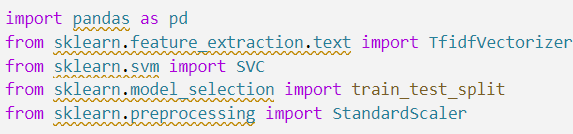 import pandas as pd
from sklearn.feature_extraction.text import TfidfVectorizer
from sklearn.svm import SVC
from sklearn.model_selection import train_test_split
from sklearn.preprocessing import StandardScaler